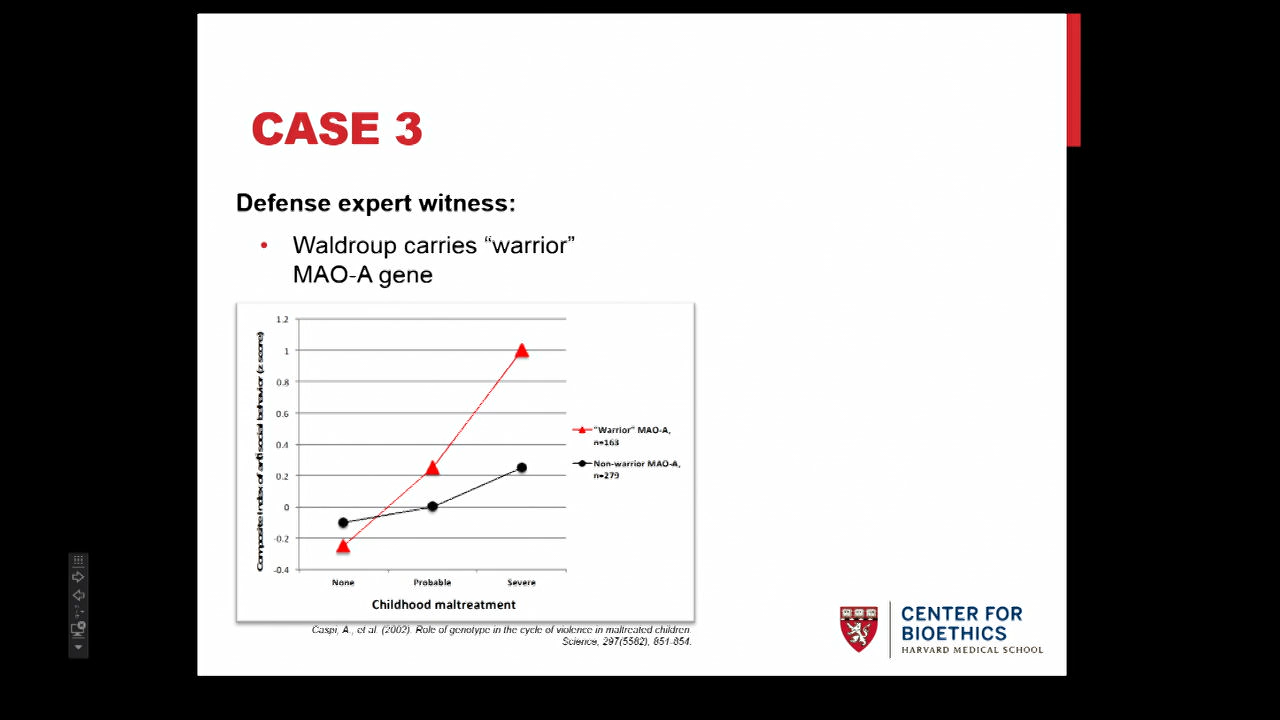 CASE 3
Defense expert witness:
• Waldroup carries “warrior”
MAO-A gene
Composite index of antisocial behavior (z score)
1.2
1
0.8
0.6
0.4
0.2
0
-0.2
-0.4
None Probable Severe
Childhood maltreatment
"Warrior" MAO-A,
n=163
Non-warrior MAO-A,
n=279
Caspi, A., et al. (2002). Role of genotype in the cycle of violence in maltreated children.
Science, 297(5582), 851-854.
CENTER FOR
BIOETHICS
HARVARD MEDICAL SCHOOL